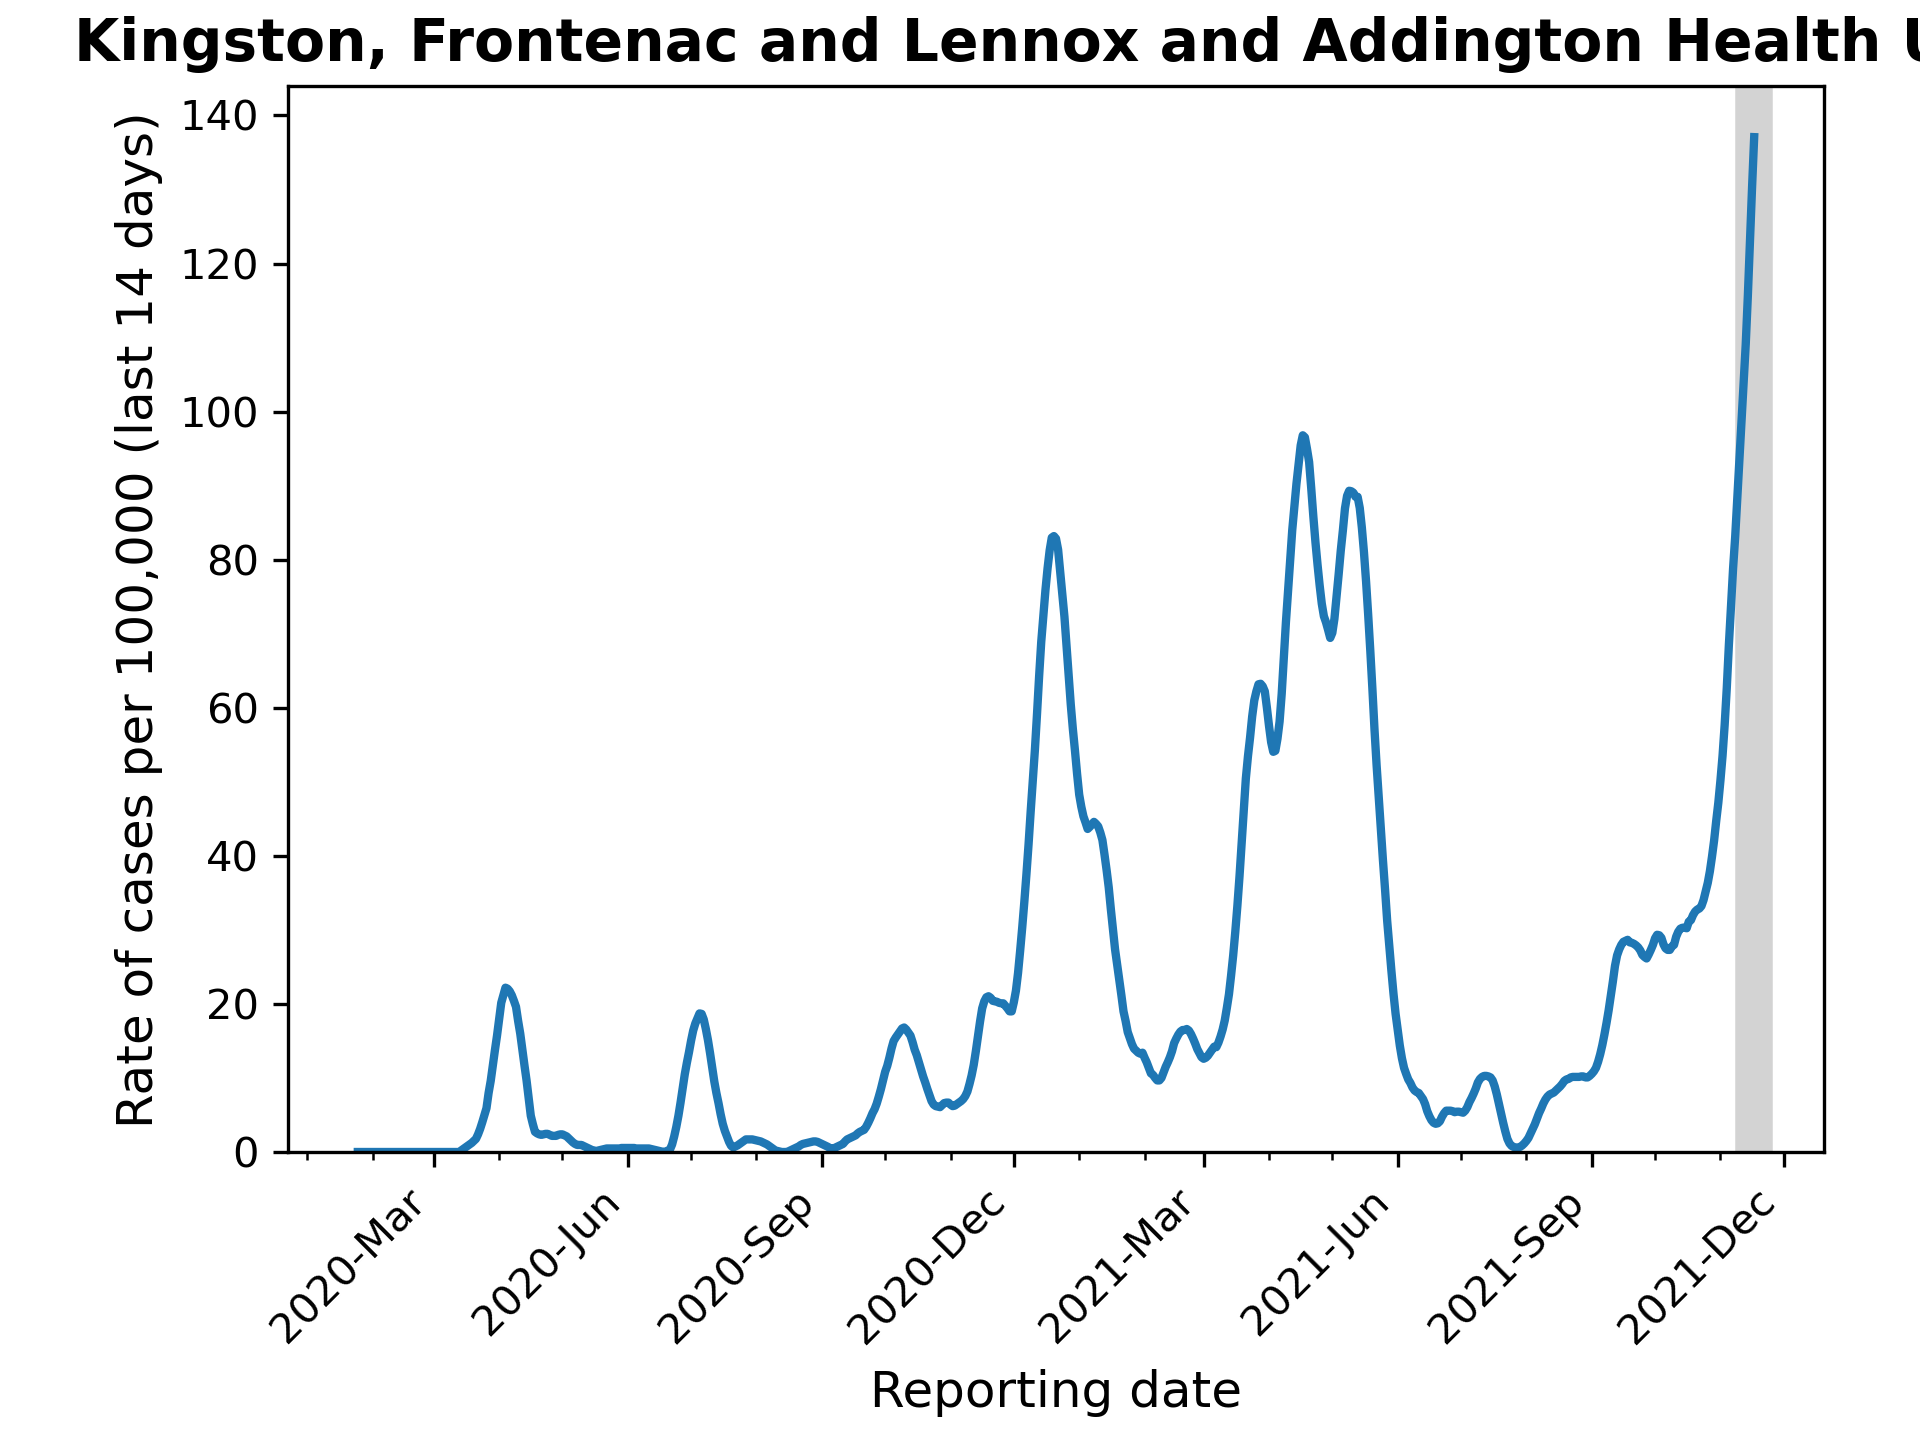 Kingston, Frontenac and Lennox and Addington Health
Rate of cases per 100,000 (last 14 days)
140
120
100
80
60
40
20
0
2020-Mar
2020-Jun
2020-Sep
2020-Dec
2021-Mar
2021-Jun
2021-Sep
2021-Dec
Reporting date